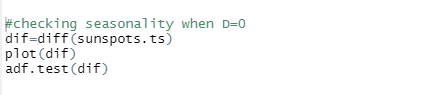 #checking seasonality when D=0
dif=diff(sunspots.ts)
plot(dif)
adf.test(dif)